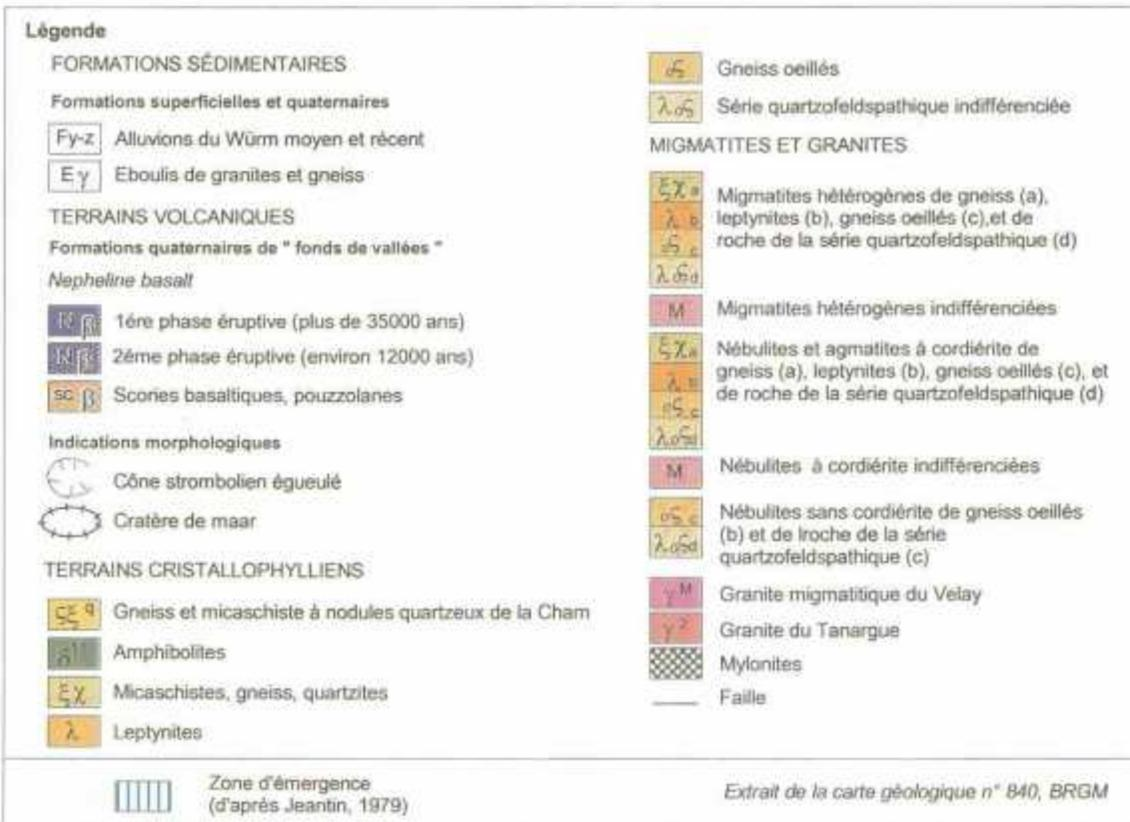 Légende
FORMATIONS SÉDIMENTAIRES
Formations superficielles et quaternaires
Fy-z Alluvions du Würm moyen et récent
E γ Eboulis de granites et gneiss
TERRAINS VOLCANIQUES
Formations quaternaires de " fonds de vallées "
Nepheline basalt
N β 1ére phase éruptive (plus de 35000 ans)
N β 2éme phase éruptive (environ 12000 ans)
sc β Scories basaltiques, pouzzolanes
Indications morphologiques
Cône strombolien égueulé
Cratère de maar
TERRAINS CRISTALLOPHYLLIENS
ςξ q Gneiss et micaschiste à nodules quartzeux de la Cham
Amphibolites
ξχ Micaschistes, gneiss, quartzites
λ Leptynites
Gneiss oeillés
Série quartzofeldspathique indifférenciée
MIGMATITES ET GRANITES
ξχ a
λ b
Migmatites hétérogènes de gneiss (a),
leptynites (b), gneiss oeillés (c),et de
roche de la série quartzofeldspathique (d)
M Migmatites hétérogènes indifférenciées
ξχ a
λ
Nébulites et agmatites à cordiérite de
gneiss (a), leptynites (b), gneiss oeillés (c), et
de roche de la série quartzofeldspathique (d)
M Nébulites à cordiérite indifférenciées
Nébulites sans cordiérite de gneiss oeillés
(b) et de lroche de la série
quartzofeldspathique (c)
γ M Granite migmatitique du Velay
γ 2 Granite du Tanargue
Mylonites
Faille
Zone d'émergence
(d'après Jeantin, 1979)
Extrait de la carte géologique n° 840, BRGM